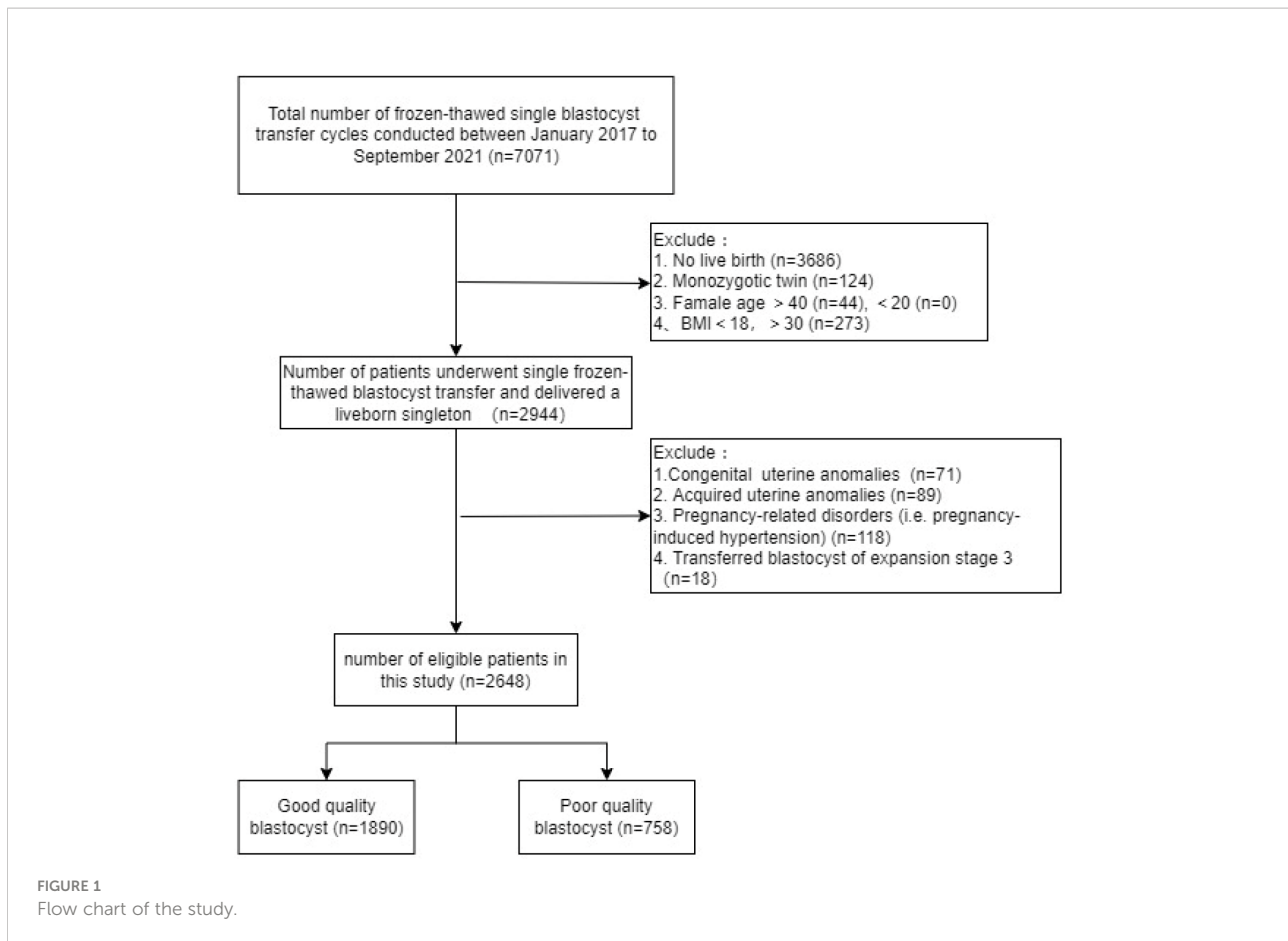 Total number of frozen-thawed single blastocyst
transfer cycles conducted between January 2017 to
September 2021 (n=7071)
Exclude :
1. No live birth (n=3686)
2. Monozygotic twin (n=124)
3. Famale age > 40 (n=44), < 20 (n=0)
4、BMI < 18, > 30 (n=273)
Number of patients underwent single frozen-
thawed blastocyst transfer and delivered a
liveborn singleton (n=2944)
Exclude :
1.Congenital uterine anomalies (n=71)
2. Acquired uterine anomalies (n=89)
3. Pregnancy-related disorders (i.e. pregnancy-
induced hypertension) (n=118)
4. Transferred blastocyst of expansion stage 3
(n=18)
number of eligible patients in
this study (n=2648)
Good quality
blastocyst (n=1890)
Poor quality
blastocyst (n=758)
FIGURE 1
Flow chart of the study.